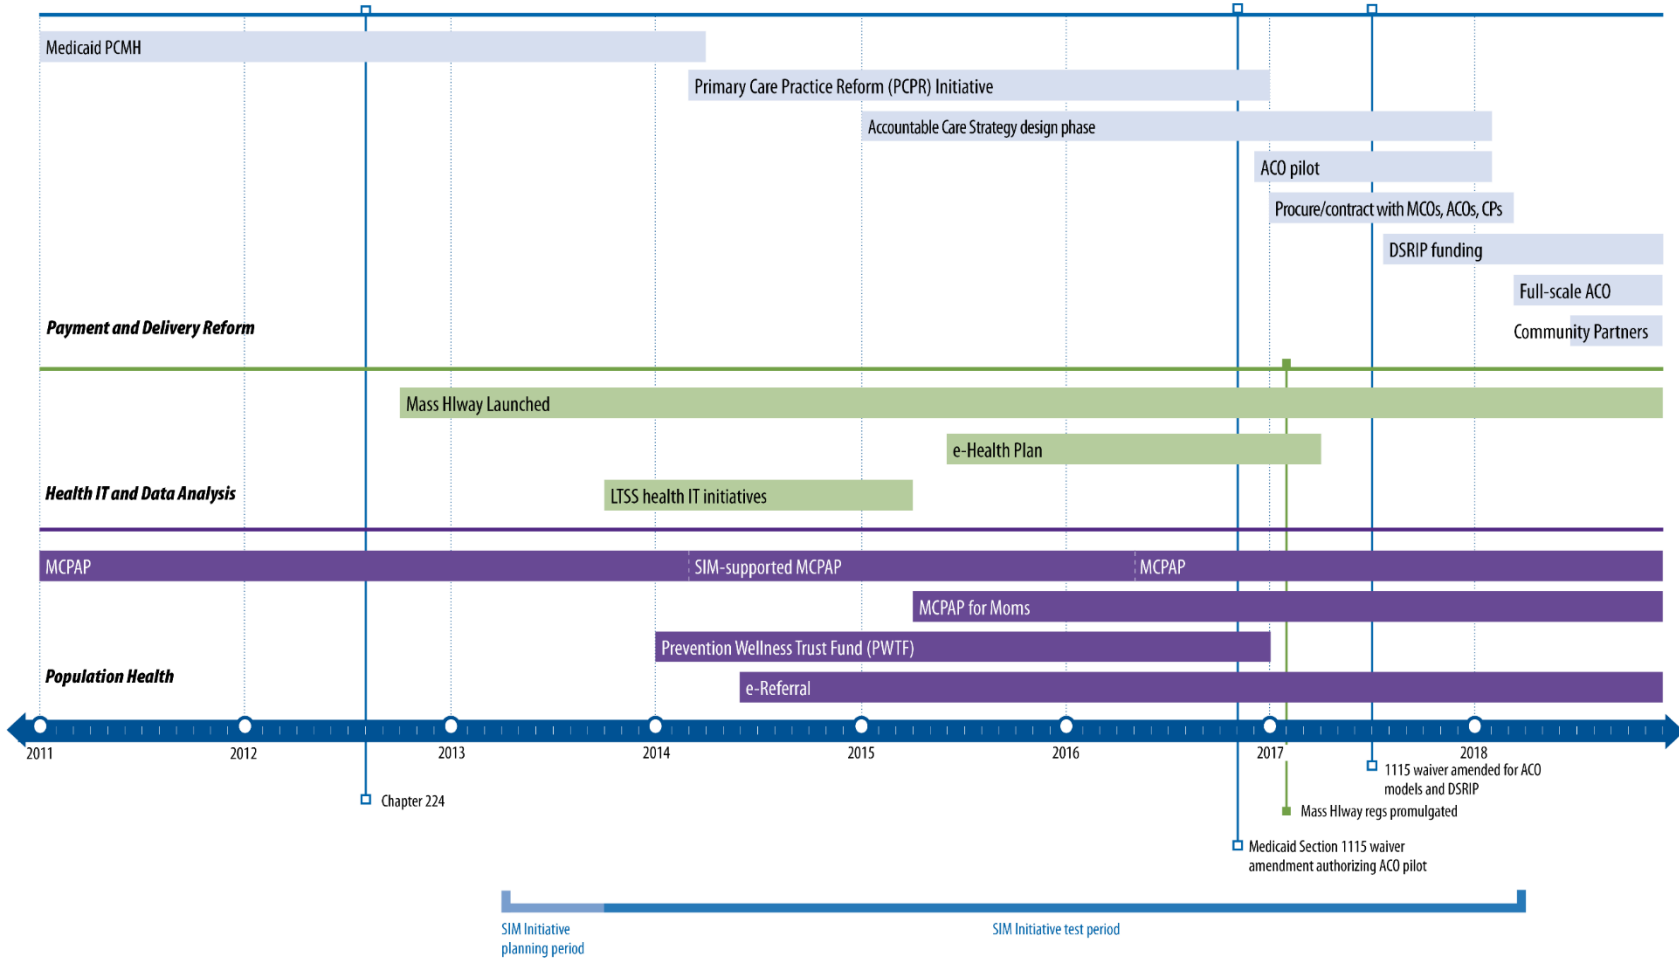 Medicaid PCMH
Primary Care Practice Reform (PCPR) Initiative
Accountable Care Strategy design phase
ACO pilot
Procure/contract with MCOs, ACOs, CPs
DSRIP funding
Full-scale ACO
Payment and Delivery Reform
Community Partners
Mass HIway Launched
e-Health Plan
Health IT and Data Analysis
LTSS health IT initiatives
MCPAP
SIM-supported MCPAP
MCPAP
MCPAP for Moms
Prevention Wellness Trust Fund (PWTF)
Population Health
e-Referral
2011
2012
2013
2014
2015
2016
2017
2018
1115 waiver amended for ACO
models and DSRIP
Chapter 224
Mass HIway regs promulgated
Medicaid Section 1115 waiver
amendment authorizing ACO pilot
SIM Initiative
planning period
SIM Initiative test period